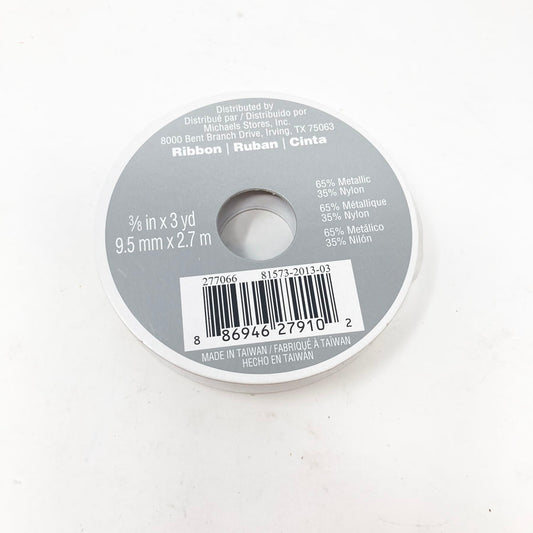 Distributed by
Distribué par / Distribuido por
Michaels Stores, Inc.
8000 Bent Branch Drive, Irving, TX 75063
Ribbon | Ruban | Cinta
65% Metallic
35% Nylon
65% Métallique
35% Nylon
65% Metálico
35% Nilón
3/8 in x 3 yd
9.5 mm x 2.7 m
277066 81573-2013-03
8 86946 27910 2
MADE IN TAIWAN / FABRIQUÉ À TAÏWAN
HECHO EN TAIWÁN